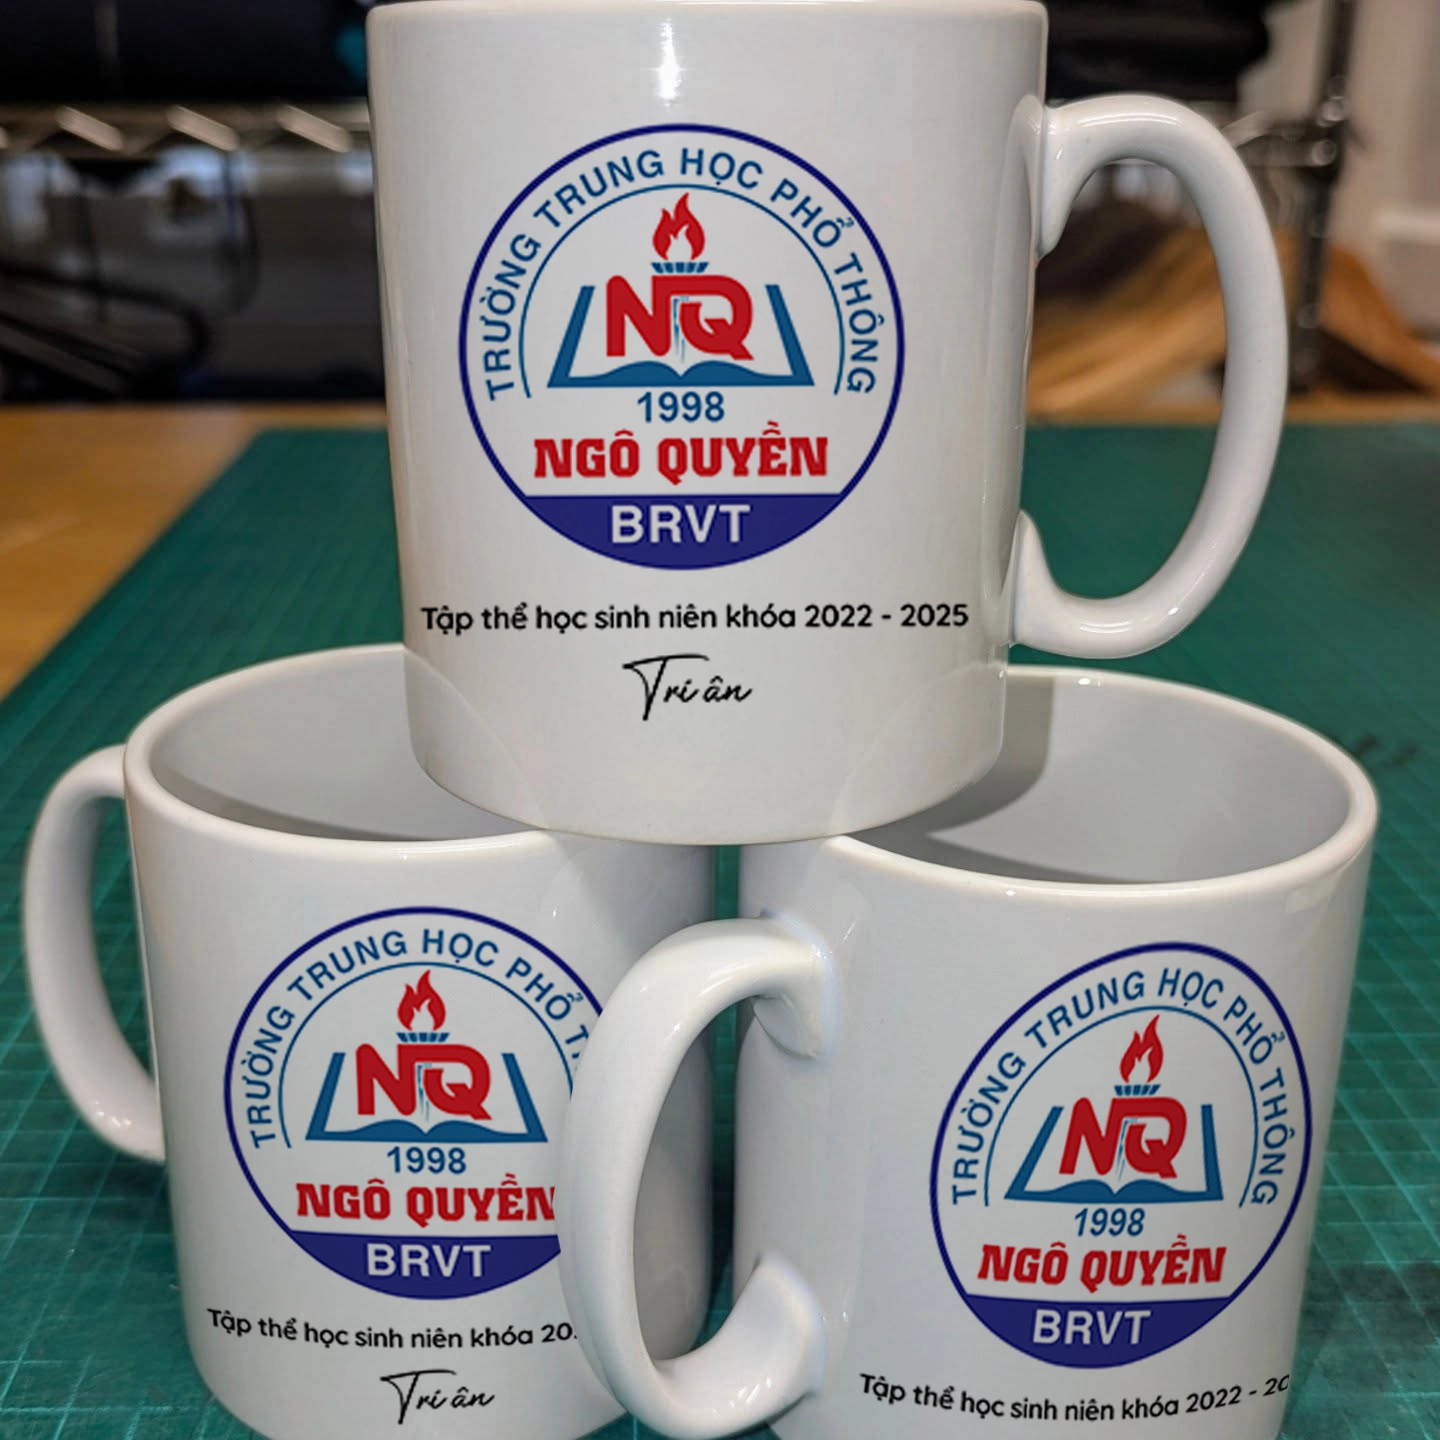 TRƯỜNG TRUNG HỌC PHỔ THÔNG
NQ
1998
NGÔ QUYỀN
BRVT
Tập thể học sinh niên khóa 2022 - 2025
Tri ân
TRƯỜNG TRUNG HỌC PHỔ
NQ
1998
NGÔ QUYỀN
BRVT
Tập thể học sinh niên khóa 20
Tri ân
TRƯỜNG TRUNG HỌC PHỔ THÔNG
NQ
1998
NGÔ QUYỀN
BRVT
Tập thể học sinh niên khóa 2022 - 20